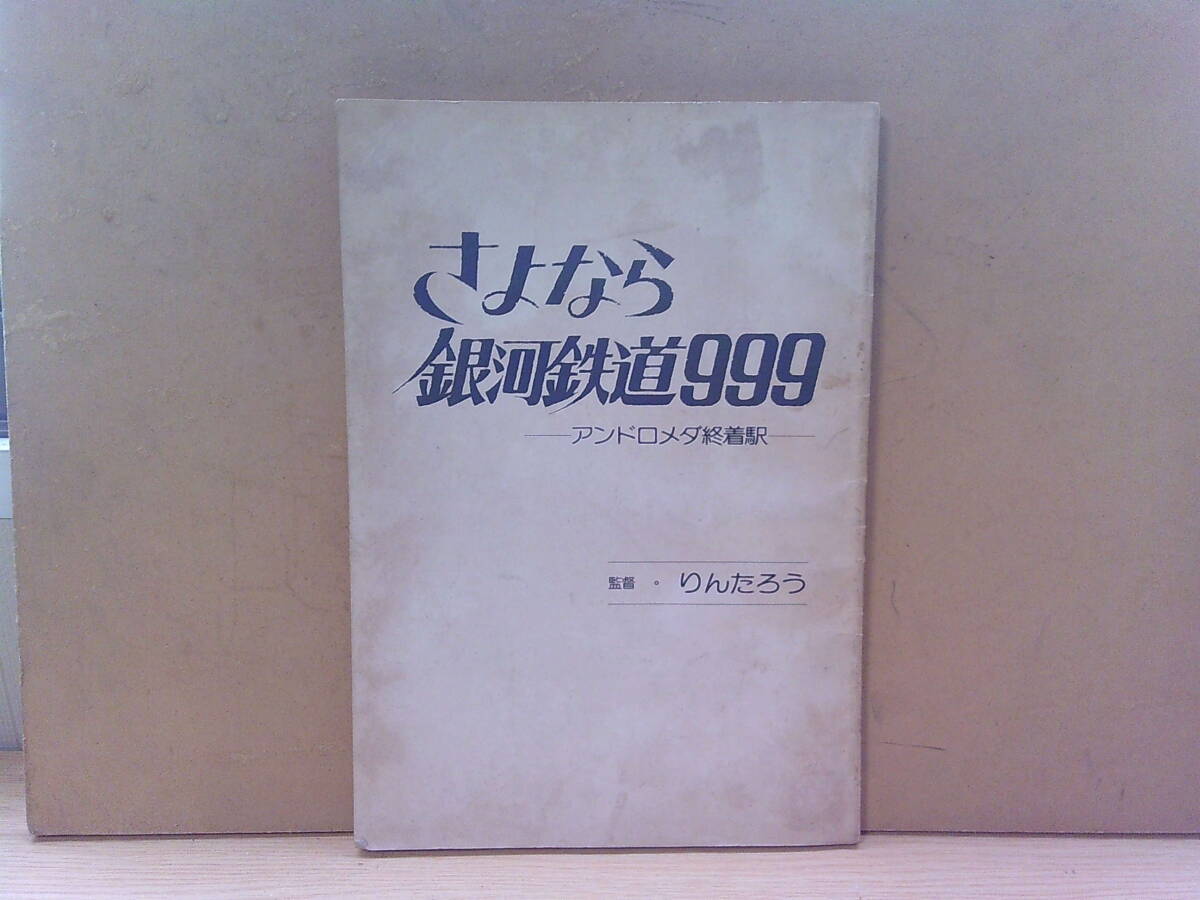 さよなら
銀河鉄道999
アンドロメダ終着駅
監督。りんたろう